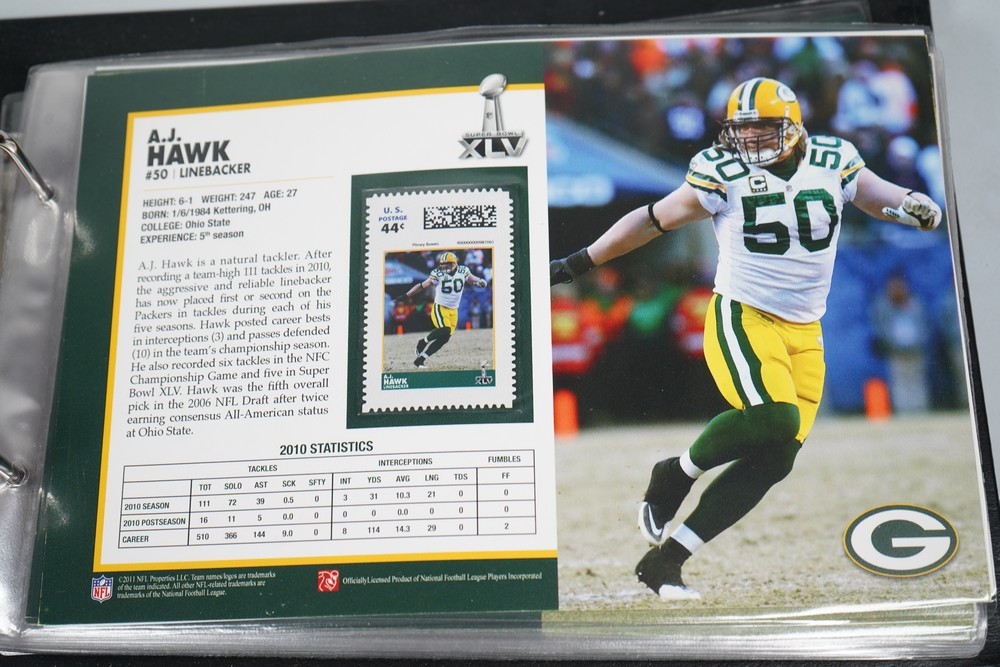 A.J.
HAWK
#50 | LINEBACKER
HEIGHT: 6-1 WEIGHT: 247 AGE: 27
BORN: 1/6/1984 Kettering, OH
COLLEGE: Ohio State
EXPERIENCE: 5th season
A.J. Hawk is a natural tackler. After
recording a team-high 111 tackles in 2010,
the aggressive and reliable linebacker
has now placed first or second on the
Packers in tackles during each of his
five seasons. Hawk posted career bests
in interceptions (3) and passes defended
(10) in the team's championship season.
He also recorded six tackles in the NFC
Championship Game and five in Super
Bowl XLV. Hawk was the fifth overall
pick in the 2006 NFL Draft after twice
earning consensus All-American status
at Ohio State.
SUPER BOWL
XLV
U.S.
POSTAGE
44¢
50
A.J.
HAWK
LINEBACKER
XLV
2010 STATISTICS
TACKLES INTERCEPTIONS FUMBLES
TOT SOLO AST SCK SFTY INT YDS AVG LNG TDS FF
2010 SEASON 111 72 39 0.5 0 3 31 10.3 21 0 0
2010 POSTSEASON 16 11 5 0.0 0 0 0 0.0 0 0 0
CAREER 510 366 144 9.0 0 8 114 14.3 29 0 2
NFL
©2011 NFL Properties LLC. Team names/logos are trademarks
of the team indicated. All other NFL-related trademarks are
trademarks of the National Football League.
Officially Licensed Product of National Football League Players Incorporated
50
50
C
50
G
G